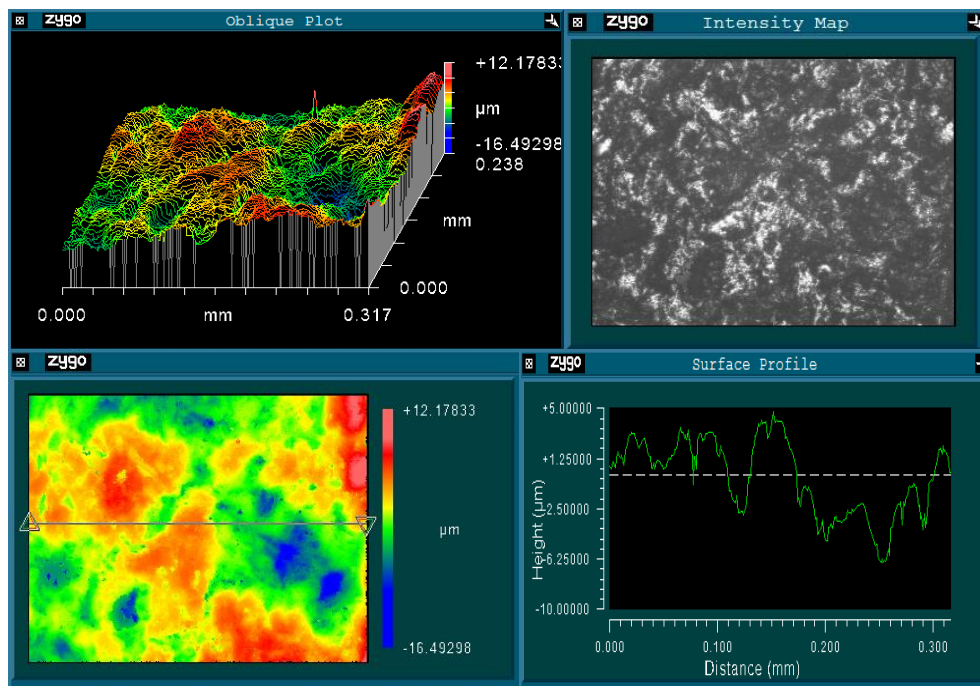 zygo
Oblique Plot
+12.17833
µm
-16.49298
0.238
mm
0.000
0.000
mm
0.317
zygo
Intensity Map
zygo
+12.17833
µm
-16.49298
zygo
Surface Profile
+5.00000
+1.25000
-2.50000
-6.25000
-10.00000
Height (µm)
0.000
0.100
0.200
0.300
Distance (mm)